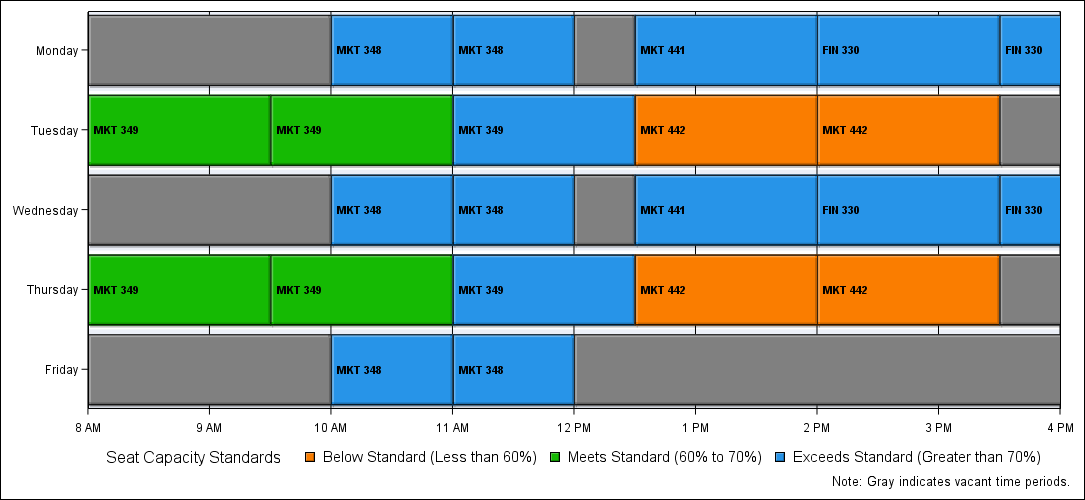 Monday
MKT 348 MKT 348 MKT 441 FIN 330 FIN 330
Tuesday
MKT 349 MKT 349 MKT 349 MKT 442 MKT 442
Wednesday
MKT 348 MKT 348 MKT 441 FIN 330 FIN 330
Thursday
MKT 349 MKT 349 MKT 349 MKT 442 MKT 442
Friday
MKT 348 MKT 348
8 AM 9 AM 10 AM 11 AM 12 PM 1 PM 2 PM 3 PM 4 PM
Seat Capacity Standards Below Standard (Less than 60%) Meets Standard (60% to 70%) Exceeds Standard (Greater than 70%)
Note: Gray indicates vacant time periods.